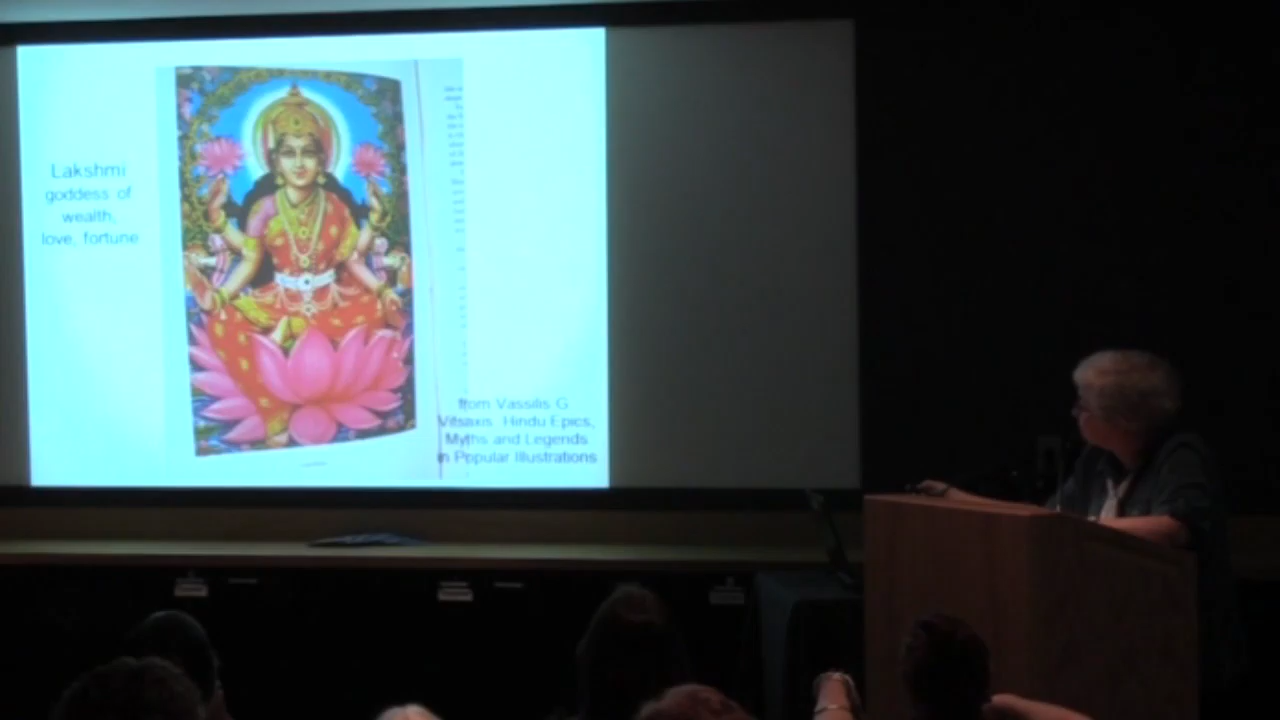 Lakshmi
goddess of
wealth,
love, fortune
from Vassilis G.
Vitsaxis Hindu Epics,
Myths and Legends
in Popular Illustrations